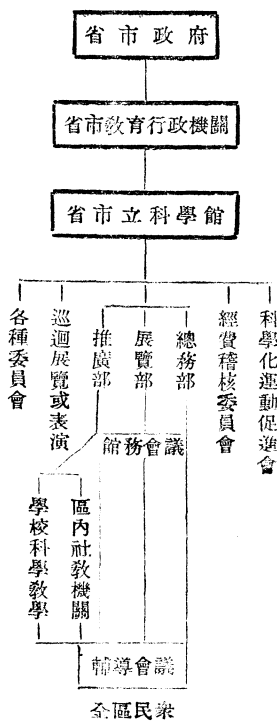 省市政府
省市教育行政機關
省市立科學館
科學化運動促進會
經費稽核委員會
總務部
展覽部
推廣部
巡迴展覽或表演
各種委員會
館務會議
區內社教機關
學校科學教學
輔導會議
全區民衆